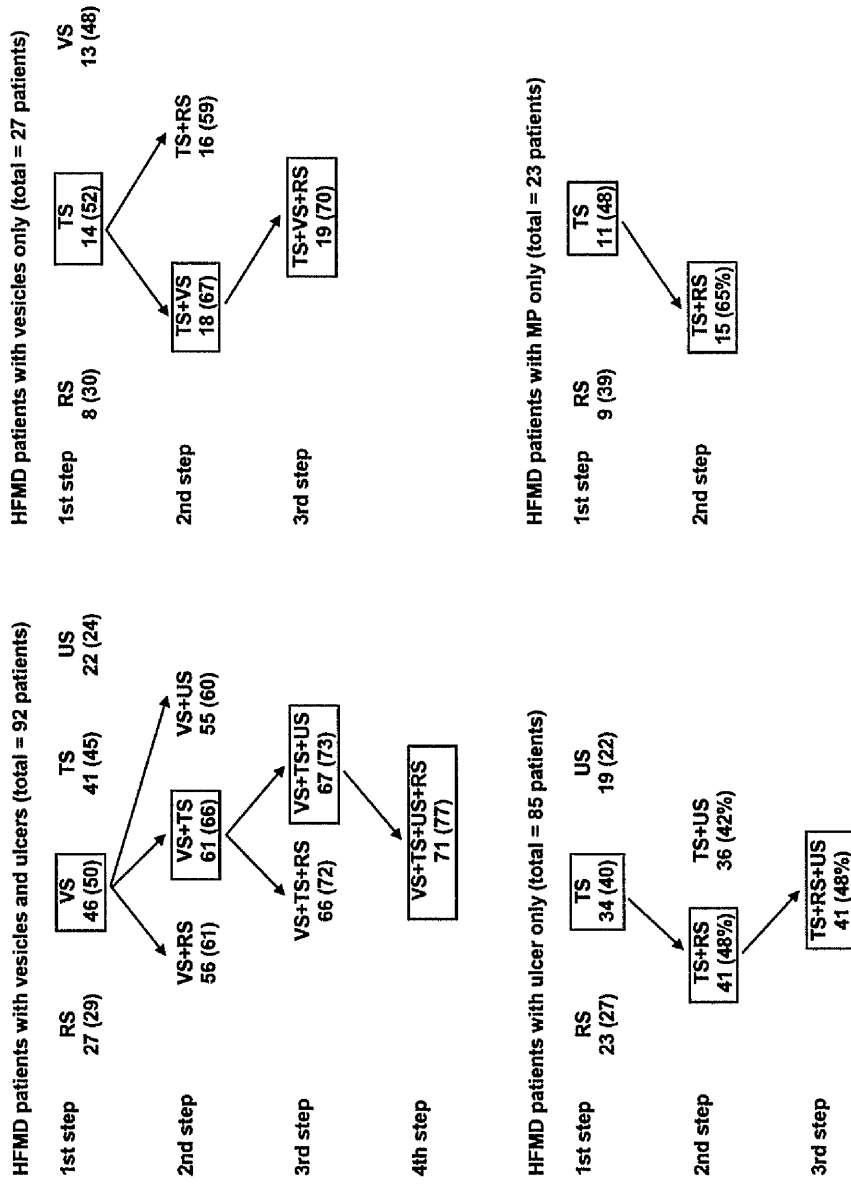 HFMD patients with vesicles and ulcers (total = 92 patients)
1st step
RS VS TS US
27 (29) 46 (50) 41 (45) 22 (24)
2nd step
VS+RS VS+TS VS+US
56 (61) 61 (66) 55 (60)
3rd step
VS+TS+RS VS+TS+US
66 (72) 67 (73)
4th step
VS+TS+US+RS
71 (77)
HFMD patients with vesicles only (total = 27 patients)
1st step
RS TS VS
8 (30) 14 (52) 13 (48)
2nd step
TS+VS TS+RS
18 (67) 16 (59)
3rd step
TS+VS+RS
19 (70)
HFMD patients with ulcer only (total = 85 patients)
1st step
RS TS US
23 (27) 34 (40) 19 (22)
2nd step
TS+RS TS+US
41 (48%) 36 (42%)
3rd step
TS+RS+US
41 (48%)
HFMD patients with MP only (total = 23 patients)
1st step
RS TS
9 (39) 11 (48)
2nd step
TS+RS
15 (65%)